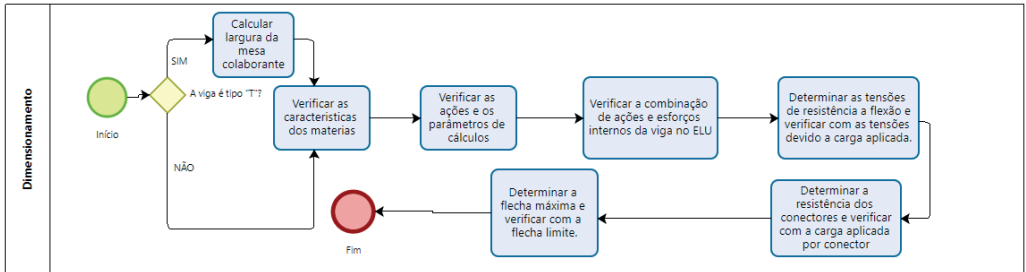 Dimensionamento
Início
A viga é tipo "T"?
SIM
NÃO
Calcular
largura da
mesa
colaborante
Verificar as
caracteristicas
dos materias
Verificar as
ações e os
parâmetros de
cálculos
Verificar a combinação
de ações e esforços
internos da viga no ELU
Determinar as tensões
de resistência a flexão e
verificar com as tensões
devido a carga aplicada.
Determinar a
resistência dos
conectores e verificar
com a carga aplicada
por conector
Determinar a
flecha máxima e
verificar com a
flecha limite.
Fim